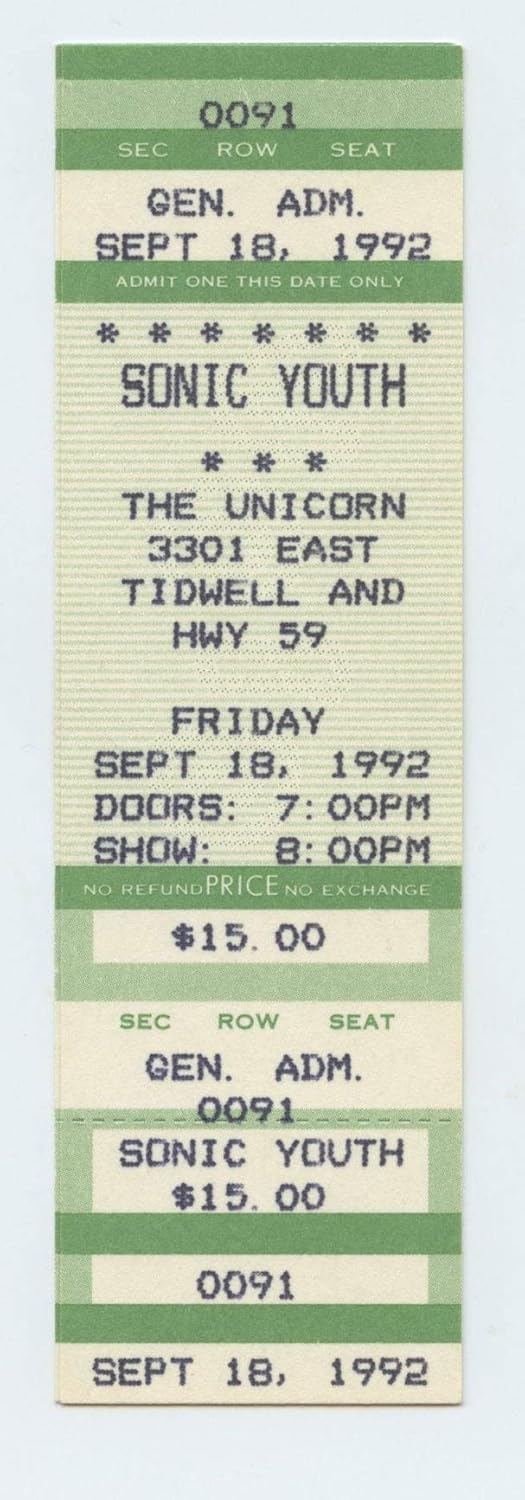 0091
SEC ROW SEAT
GEN. ADM.
SEPT 18, 1992
ADMIT ONE THIS DATE ONLY
* * * * * * *
SONIC YOUTH
* * *
THE UNICORN
3301 EAST
TIDWELL AND
HWY 59
FRIDAY
SEPT 18, 1992
DOORS: 7:00PM
SHOW: 8:00PM
NO REFUND PRICE NO EXCHANGE
$15.00
SEC ROW SEAT
GEN. ADM.
0091
SONIC YOUTH
$15.00
0091
SEPT 18, 1992